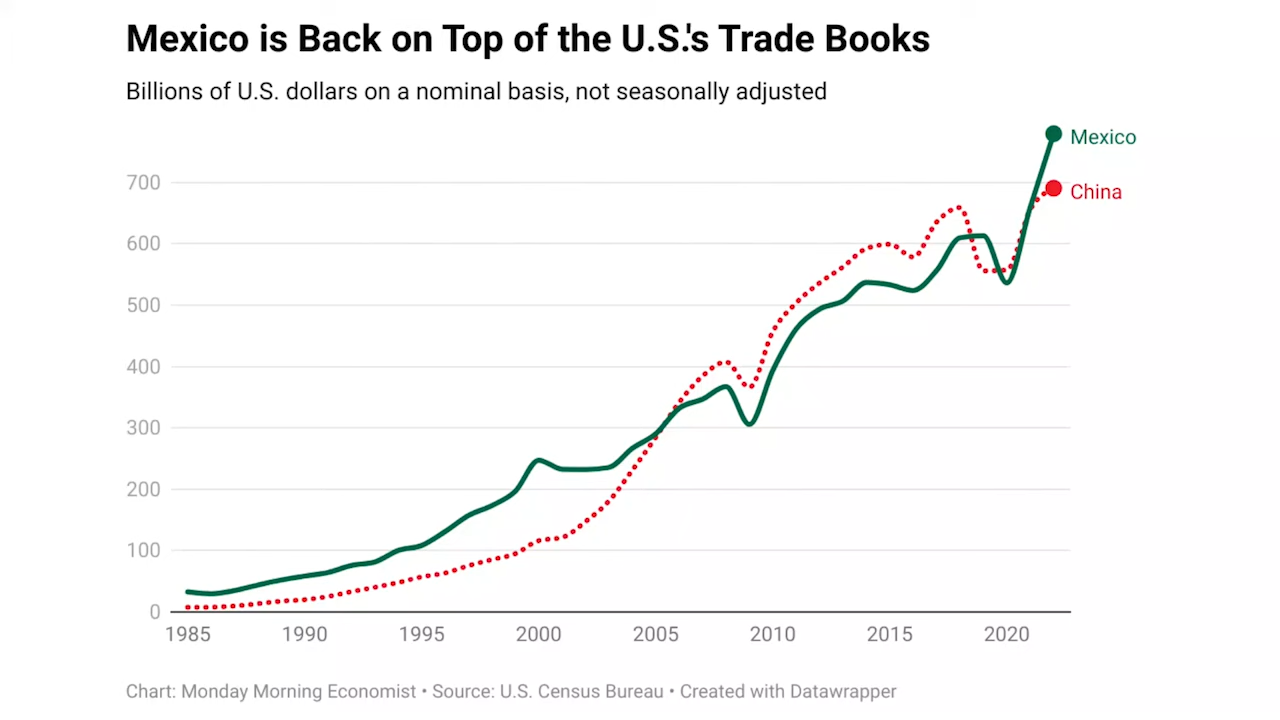 Mexico is Back on Top of the U.S.'s Trade Books
Billions of U.S. dollars on a nominal basis, not seasonally adjusted
Mexico
China
700
600
500
400
300
200
100
0
1985 1990 1995 2000 2005 2010 2015 2020
Chart: Monday Morning Economist • Source: U.S. Census Bureau • Created with Datawrapper